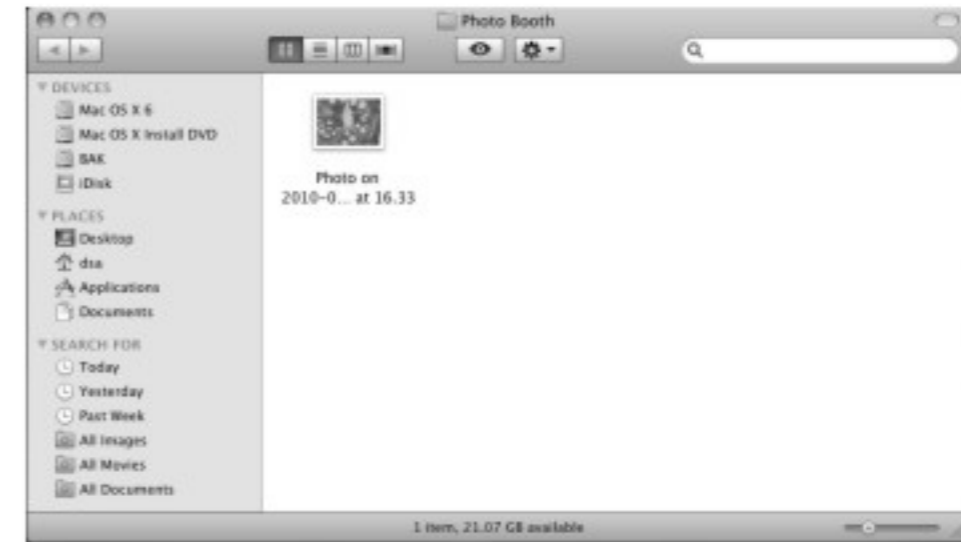 Photo Booth
DEVICES
Mac OS X 6
Mac OS X Install DVD
BAK
iDisk
PLACES
Desktop
dsa
Applications
Documents
SEARCH FOR
Today
Yesterday
Past Week
All Images
All Movies
All Documents
Photo on
2010-0... at 16.33
1 item, 21.07 GB available